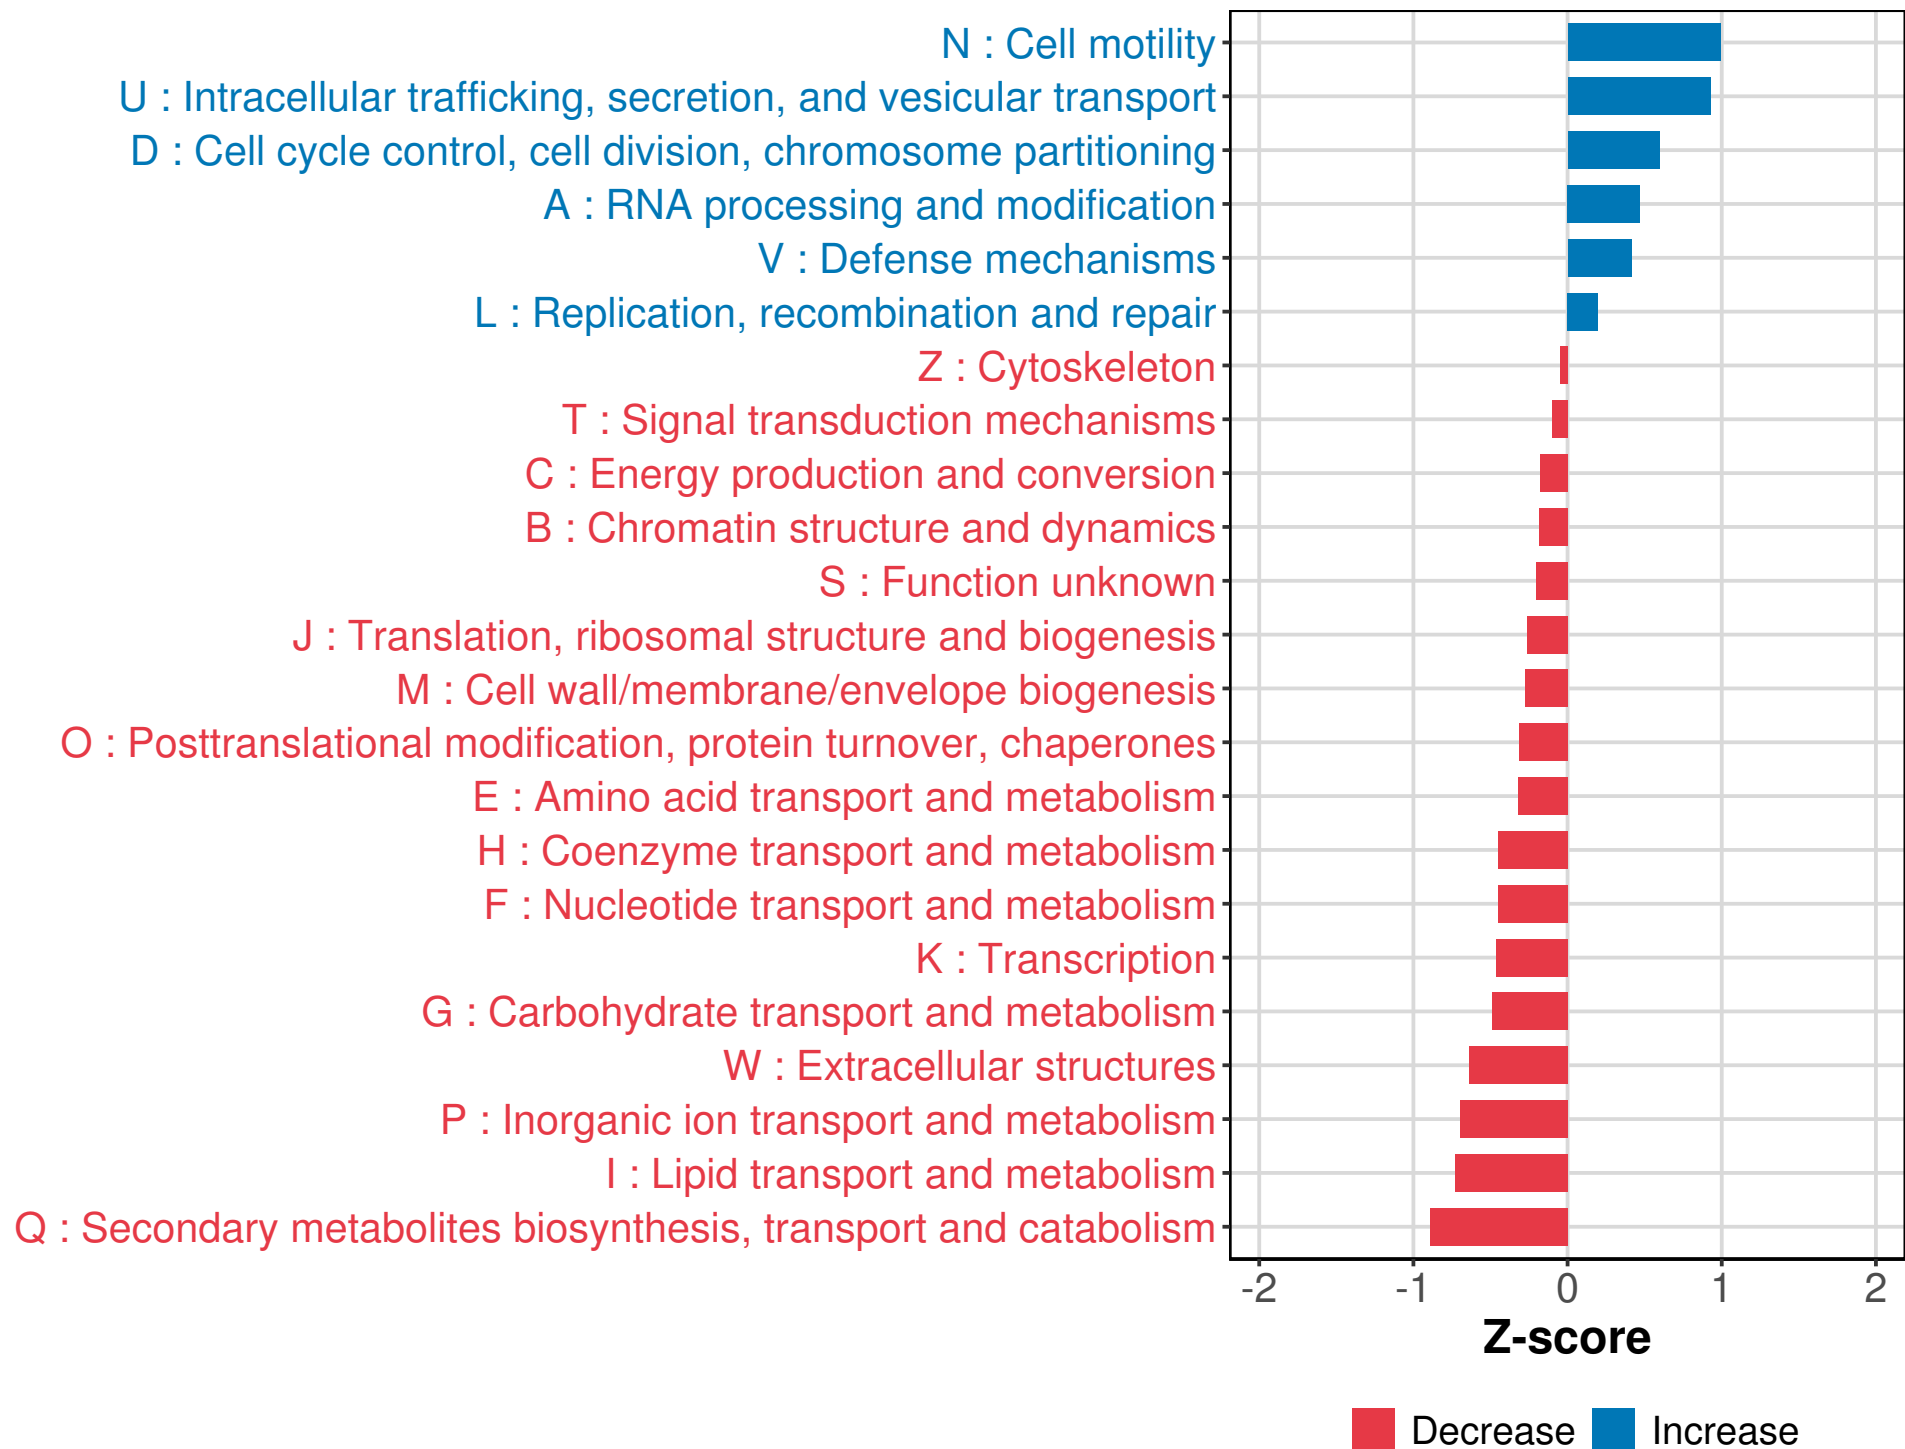 N : Cell motility
U : Intracellular trafficking, secretion, and vesicular transport
D : Cell cycle control, cell division, chromosome partitioning
A : RNA processing and modification
V : Defense mechanisms
L : Replication, recombination and repair
Z : Cytoskeleton
T : Signal transduction mechanisms
C : Energy production and conversion
B : Chromatin structure and dynamics
S : Function unknown
J : Translation, ribosomal structure and biogenesis
M : Cell wall/membrane/envelope biogenesis
O : Posttranslational modification, protein turnover, chaperones
E : Amino acid transport and metabolism
H : Coenzyme transport and metabolism
F : Nucleotide transport and metabolism
K : Transcription
G : Carbohydrate transport and metabolism
W : Extracellular structures
P : Inorganic ion transport and metabolism
I : Lipid transport and metabolism
Q : Secondary metabolites biosynthesis, transport and catabolism
-2 -1 0 1 2
Z-score
Decrease Increase